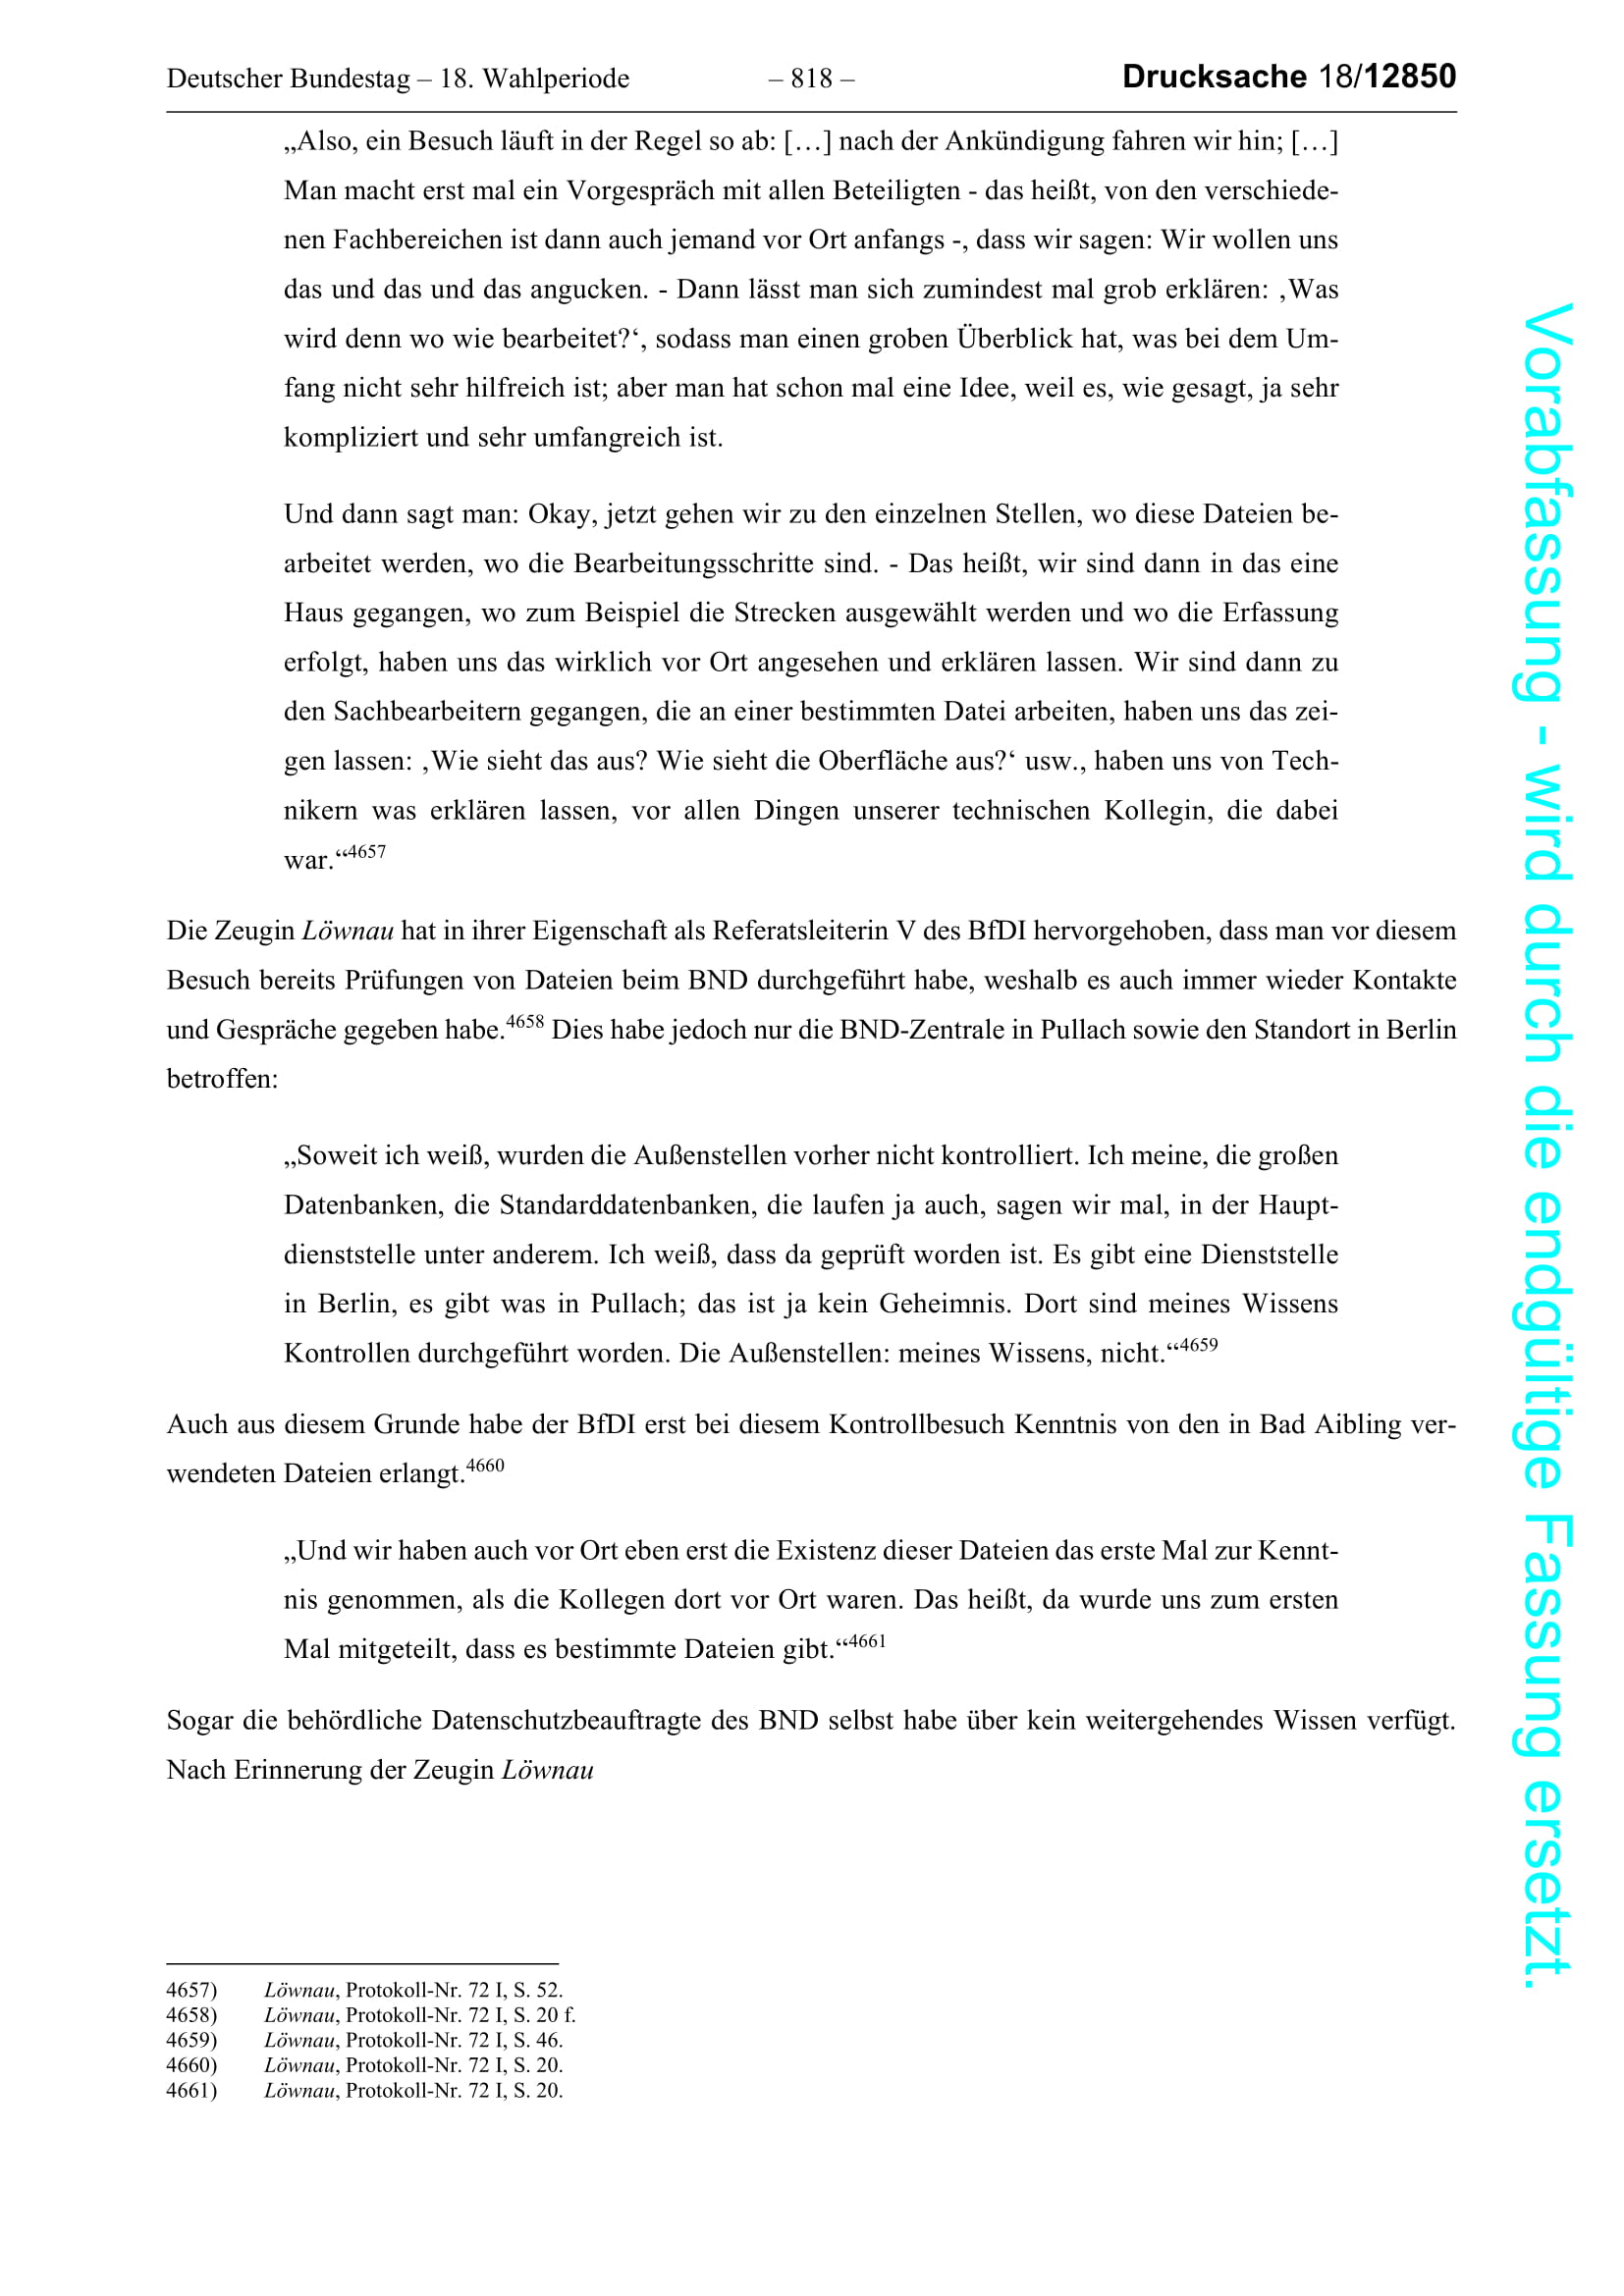 Deutscher Bundestag – 18. Wahlperiode – 818 – Drucksache 18/12850
„Also, ein Besuch läuft in der Regel so ab: […] nach der Ankündigung fahren wir hin; […]
Man macht erst mal ein Vorgespräch mit allen Beteiligten - das heißt, von den verschiede-
nen Fachbereichen ist dann auch jemand vor Ort anfangs -, dass wir sagen: Wir wollen uns
das und das und das angucken. - Dann lässt man sich zumindest mal grob erklären: ‚Was
wird denn wo wie bearbeitet?‘, sodass man einen groben Überblick hat, was bei dem Um-
fang nicht sehr hilfreich ist; aber man hat schon mal eine Idee, weil es, wie gesagt, ja sehr
kompliziert und sehr umfangreich ist.
Und dann sagt man: Okay, jetzt gehen wir zu den einzelnen Stellen, wo diese Dateien be-
arbeitet werden, wo die Bearbeitungsschritte sind. - Das heißt, wir sind dann in das eine
Haus gegangen, wo zum Beispiel die Strecken ausgewählt werden und wo die Erfassung
erfolgt, haben uns das wirklich vor Ort angesehen und erklären lassen. Wir sind dann zu
den Sachbearbeitern gegangen, die an einer bestimmten Datei arbeiten, haben uns das zei-
gen lassen: ‚Wie sieht das aus? Wie sieht die Oberfläche aus?‘ usw., haben uns von Tech-
nikern was erklären lassen, vor allen Dingen unserer technischen Kollegin, die dabei
war.“4657
Die Zeugin Löwnau hat in ihrer Eigenschaft als Referatsleiterin V des BfDI hervorgehoben, dass man vor diesem
Besuch bereits Prüfungen von Dateien beim BND durchgeführt habe, weshalb es auch immer wieder Kontakte
und Gespräche gegeben habe.4658 Dies habe jedoch nur die BND-Zentrale in Pullach sowie den Standort in Berlin
betroffen:
„Soweit ich weiß, wurden die Außenstellen vorher nicht kontrolliert. Ich meine, die großen
Datenbanken, die Standarddatenbanken, die laufen ja auch, sagen wir mal, in der Haupt-
dienststelle unter anderem. Ich weiß, dass da geprüft worden ist. Es gibt eine Dienststelle
in Berlin, es gibt was in Pullach; das ist ja kein Geheimnis. Dort sind meines Wissens
Kontrollen durchgeführt worden. Die Außenstellen: meines Wissens, nicht.“4659
Auch aus diesem Grunde habe der BfDI erst bei diesem Kontrollbesuch Kenntnis von den in Bad Aibling ver-
wendeten Dateien erlangt.4660
„Und wir haben auch vor Ort eben erst die Existenz dieser Dateien das erste Mal zur Kennt-
nis genommen, als die Kollegen dort vor Ort waren. Das heißt, da wurde uns zum ersten
Mal mitgeteilt, dass es bestimmte Dateien gibt.“4661
Sogar die behördliche Datenschutzbeauftragte des BND selbst habe über kein weitergehendes Wissen verfügt.
Nach Erinnerung der Zeugin Löwnau
4657) Löwnau, Protokoll-Nr. 72 I, S. 52.
4658) Löwnau, Protokoll-Nr. 72 I, S. 20 f.
4659) Löwnau, Protokoll-Nr. 72 I, S. 46.
4660) Löwnau, Protokoll-Nr. 72 I, S. 20.
4661) Löwnau, Protokoll-Nr. 72 I, S. 20.
Vorabfassung - wird durch die endgültige Fassung ersetzt.